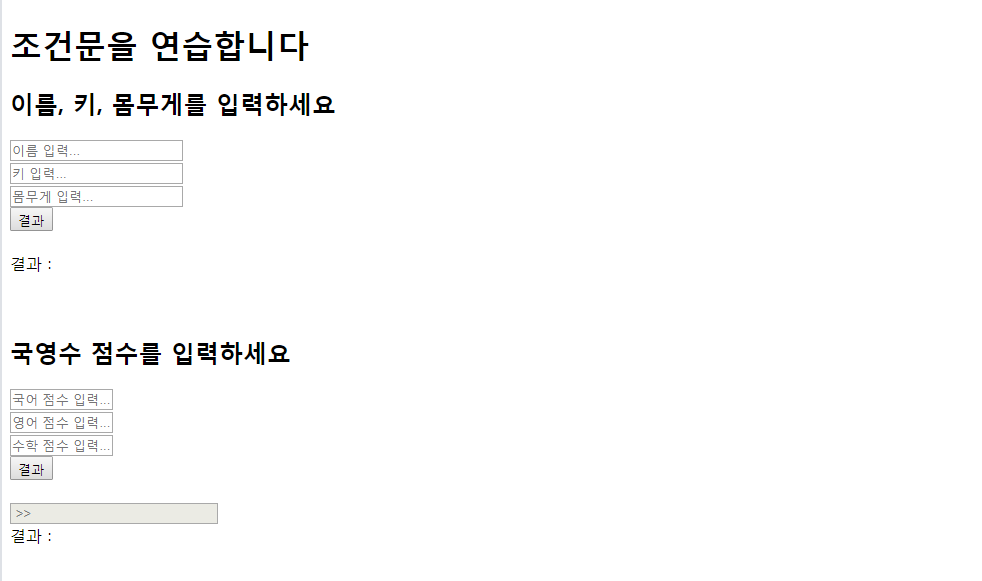 조건문을 연습합니다
이름, 키, 몸무게를 입력하세요
이름 입력...
키 입력...
몸무게 입력...
결과
결과 :
국영수 점수를 입력하세요
국어 점수 입력...
영어 점수 입력...
수학 점수 입력...
결과
>>
결과 :